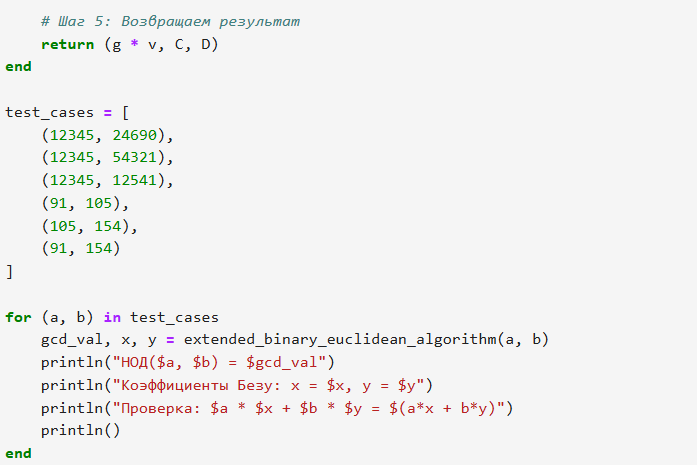 # Шаг 5: Возвращаем результат
return (g * v, C, D)
end
test_cases = [
(12345, 24690),
(12345, 54321),
(12345, 12541),
(91, 105),
(105, 154),
(91, 154)
]
for (a, b) in test_cases
gcd_val, x, y = extended_binary_euclidean_algorithm(a, b)
println("НОД($a, $b) = $gcd_val")
println("Коэффициенты Безу: x = $x, y = $y")
println("Проверка: $a * $x + $b * $y = $(a*x + b*y)")
println()
end